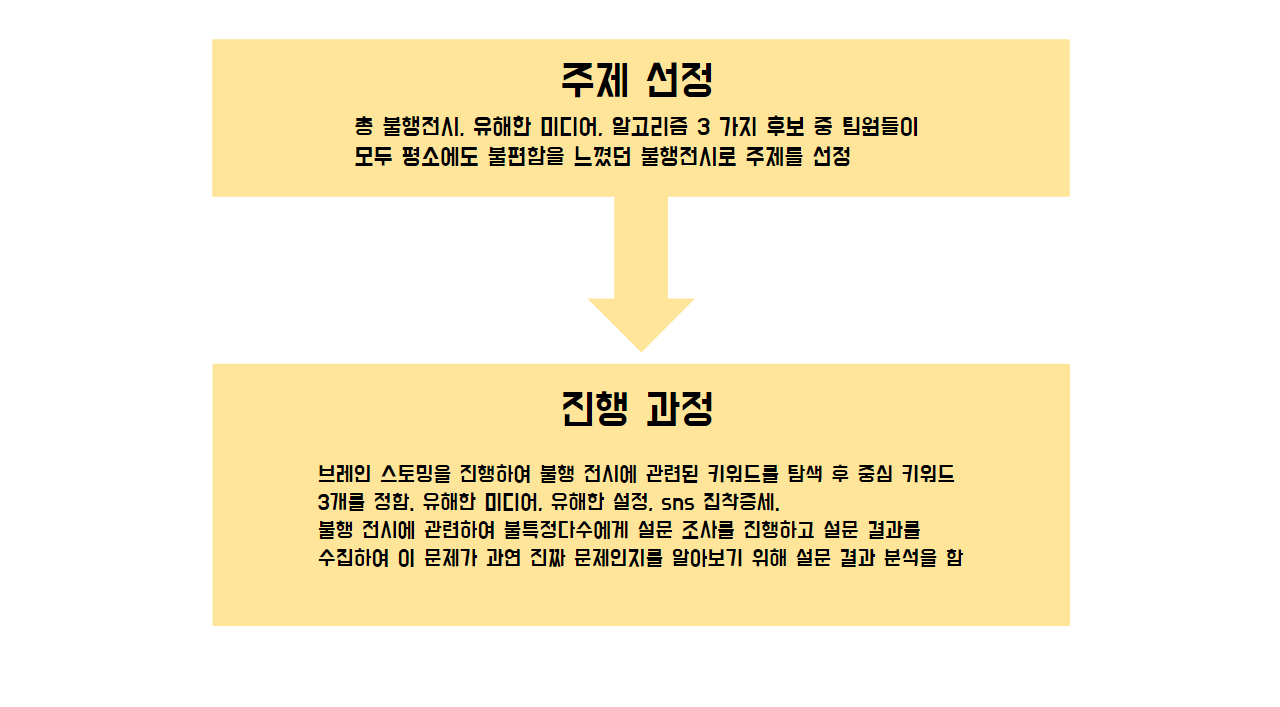 주제 선정
총 불행전시, 유해한 미디어, 알고리즘 3 가지 후보 중 팀원들이
모두 평소에도 불편함을 느꼈던 불행전시로 주제를 선정
진행 과정
브레인 스토밍을 진행하여 불행 전시에 관련된 키워드를 탐색 후 중심 키워드
3개를 정함. 유해한 미디어, 유해한 설정, sns 집착증세.
불행 전시에 관련하여 불특정다수에게 설문 조사를 진행하고 설문 결과를
수집하여 이 문제가 과연 진짜 문제인지를 알아보기 위해 설문 결과 분석을 함